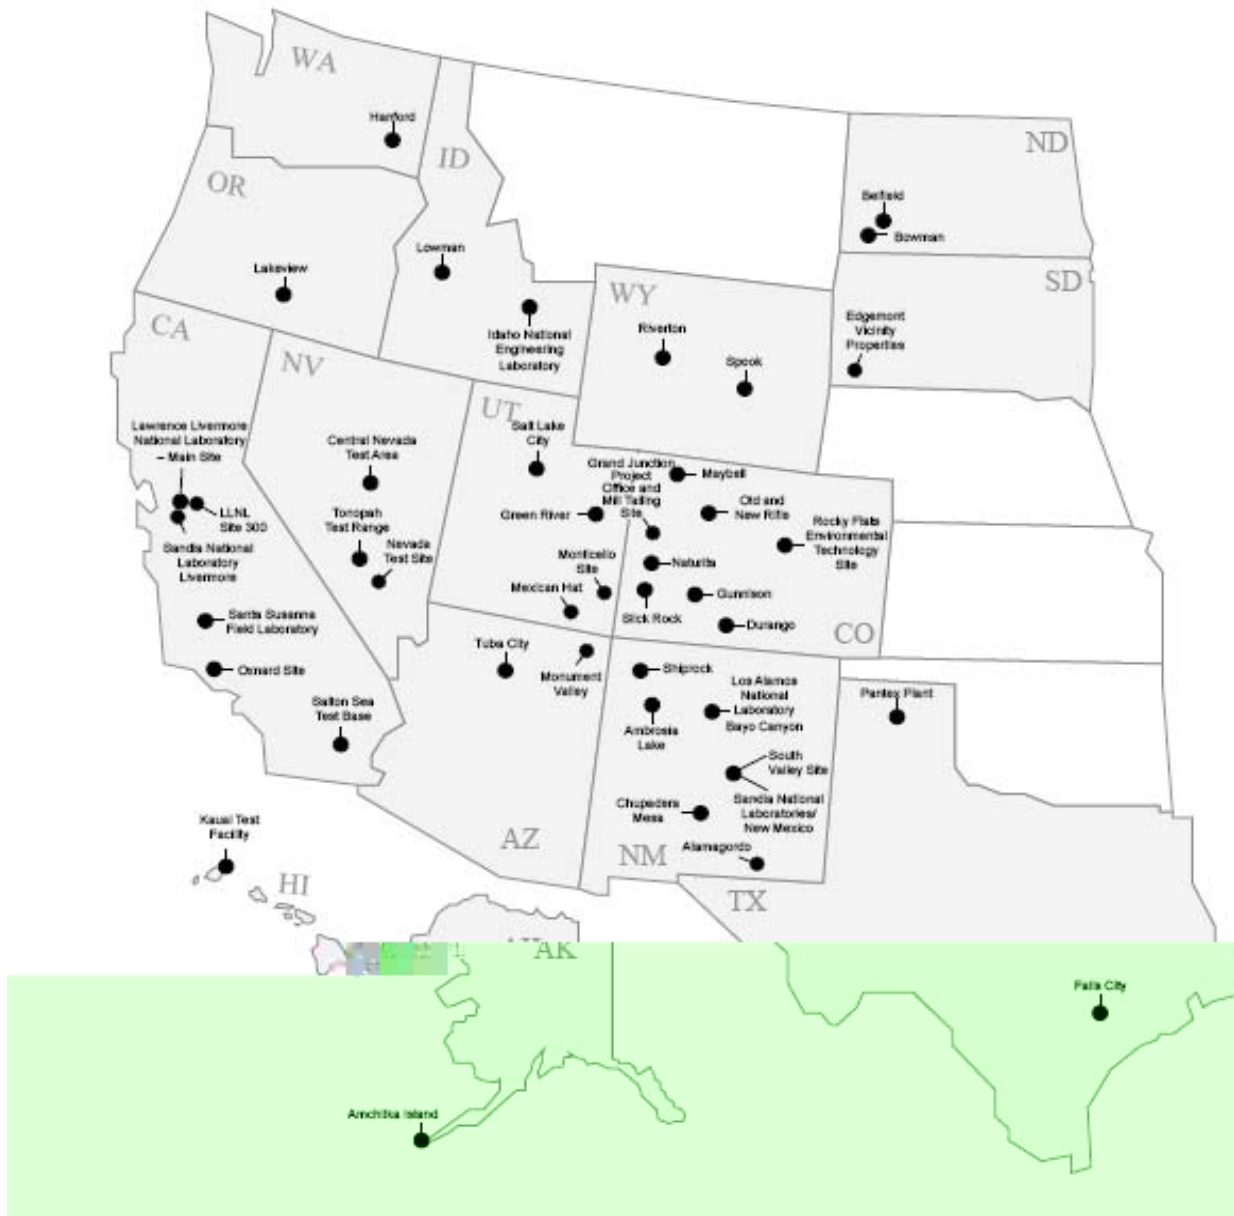 WA
Hanford
ID
ND
OR
Belfield
Bowman
Lowman
Lakeview
WY
SD
CA
Riverton
Edgemont
Vicinity
Properties
Idaho National
Engineering
Laboratory
NV
Spook
UT
Salt Lake
City
Lawrence Livermore
National Laboratory
– Main Site
Central Nevada
Test Area
Grand Junction
Project
Office and
Mill Tailing
Site
Maybell
LLNL
Site 300
Tonopah
Test Range
Green River
Old and
New Rifle
Rocky Flats
Environmental
Technology
Site
Sandia National
Laboratory
Livermore
Nevada
Test Site
Monticello
Site
Naturita
Mexican Hat
Gunnison
Santa Susanna
Field Laboratory
Slick Rock
Durango
CO
Tuba City
Oxnard Site
Monument
Valley
Shiprock
Los Alamos
National
Laboratory
Bayo Canyon
Pantex Plant
Salton Sea
Test Base
Ambrosia
Lake
South
Valley Site
Chupadera
Mesa
Sandia National
Laboratories/
New Mexico
Kauai Test
Facility
AZ
NM
Alamagordo
HI
TX
AK
Falls City
Amchitka Island